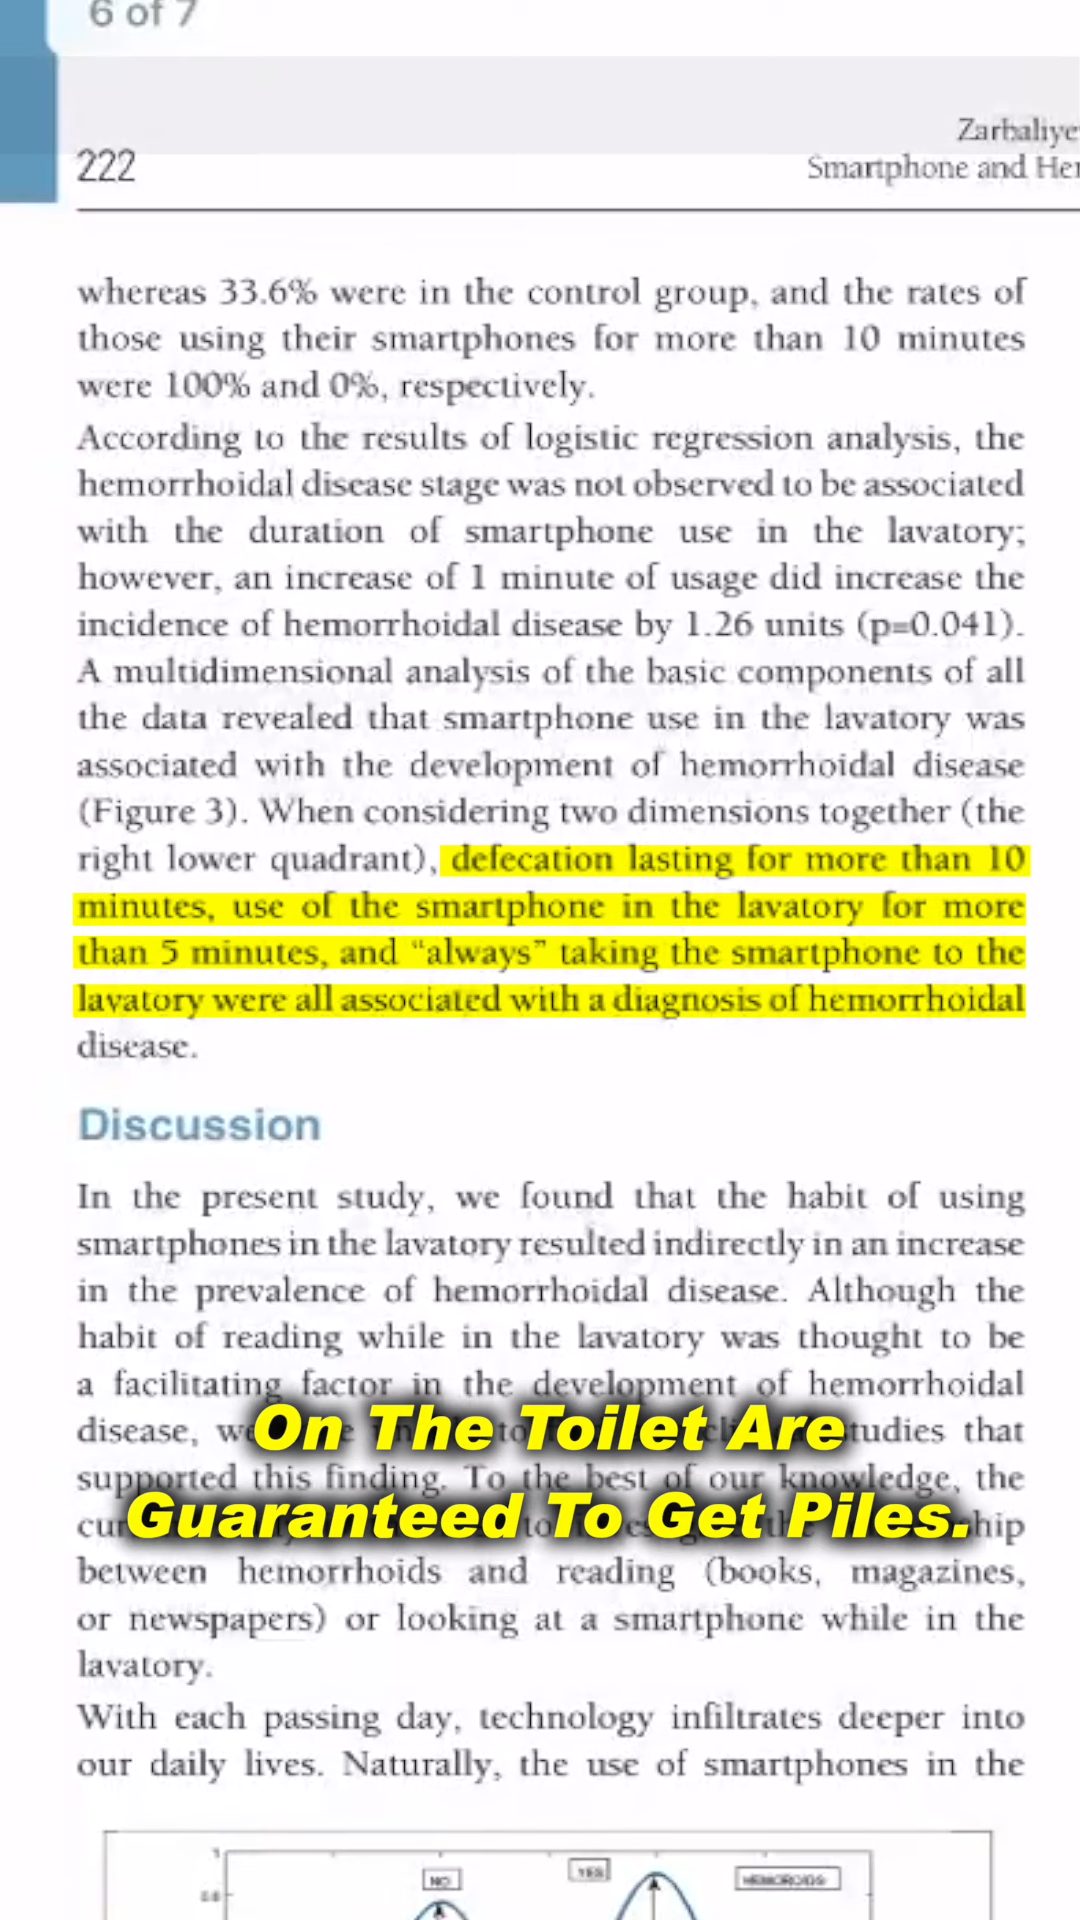 6 of 7
Zarbaliye
222
Smartphone and Her
whereas 33.6% were in the control group, and the rates of
those using their smartphones for more than 10 minutes
were 100% and 0%, respectively.
According to the results of logistic regression analysis, the
hemorrhoidal disease stage was not observed to be associated
with the duration of smartphone use in the lavatory;
however, an increase of 1 minute of usage did increase the
incidence of hemorrhoidal disease by 1.26 units (p=0.041).
A multidimensional analysis of the basic components of all
the data revealed that smartphone use in the lavatory was
associated with the development of hemorrhoidal disease
(Figure 3). When considering two dimensions together (the
right lower quadrant), defecation lasting for more than 10
minutes, use of the smartphone in the lavatory for more
than 5 minutes, and “always” taking the smartphone to the
lavatory were all associated with a diagnosis of hemorrhoidal
disease.
Discussion
In the present study, we found that the habit of using
smartphones in the lavatory resulted indirectly in an increase
in the prevalence of hemorrhoidal disease. Although the
habit of reading while in the lavatory was thought to be
a facilitating factor in the development of hemorrhoidal
disease, studies that
On The Toilet Are
supported this finding. To the best of our knowledge, the
Guaranteed To Get Piles.
between hemorrhoids and reading (books, magazines,
or newspapers) or looking at a smartphone while in the
lavatory.
With each passing day, technology infiltrates deeper into
our daily lives. Naturally, the use of smartphones in the
1
NO
YES
HEMOROIDS
0.8